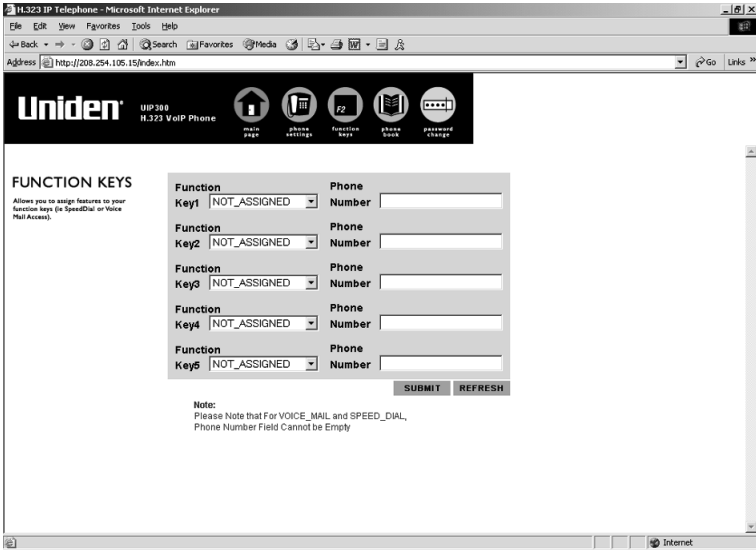 H.323 IP Telephone - Microsoft Internet Explorer
File Edit View Favorites Tools Help
Back Search Favorites Media
Address http://208.254.105.15/index.htm Go Links »
Uniden UIP300
H.323 VoIP Phone
F2
main page phone settings function keys phone book password change
FUNCTION KEYS
Allows you to assign features to your
function keys (ie SpeedDial or Voice
Mail Access).
Function Key1 NOT_ASSIGNED Phone Number
Function Key2 NOT_ASSIGNED Phone Number
Function Key3 NOT_ASSIGNED Phone Number
Function Key4 NOT_ASSIGNED Phone Number
Function Key5 NOT_ASSIGNED Phone Number
SUBMIT REFRESH
Note:
Please Note that For VOICE_MAIL and SPEED_DIAL,
Phone Number Field Cannot be Empty
Internet